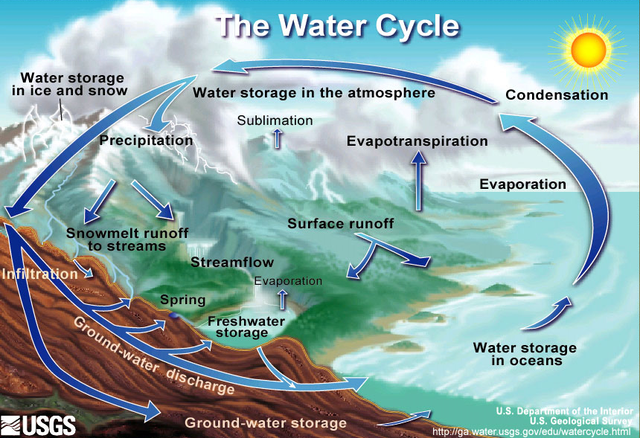 The Water Cycle
Water storage
in ice and snow
Water storage in the atmosphere
Condensation
Sublimation
Precipitation
Evapotranspiration
Evaporation
Snowmelt runoff
to streams
Surface runoff
Streamflow
Infiltration
Evaporation
Spring
Freshwater
storage
Ground-water discharge
Water storage
in oceans
Ground-water storage
USGS
U.S. Department of the Interior
U.S. Geological Survey
http://ga.water.usgs.gov/edu/watercycle.html